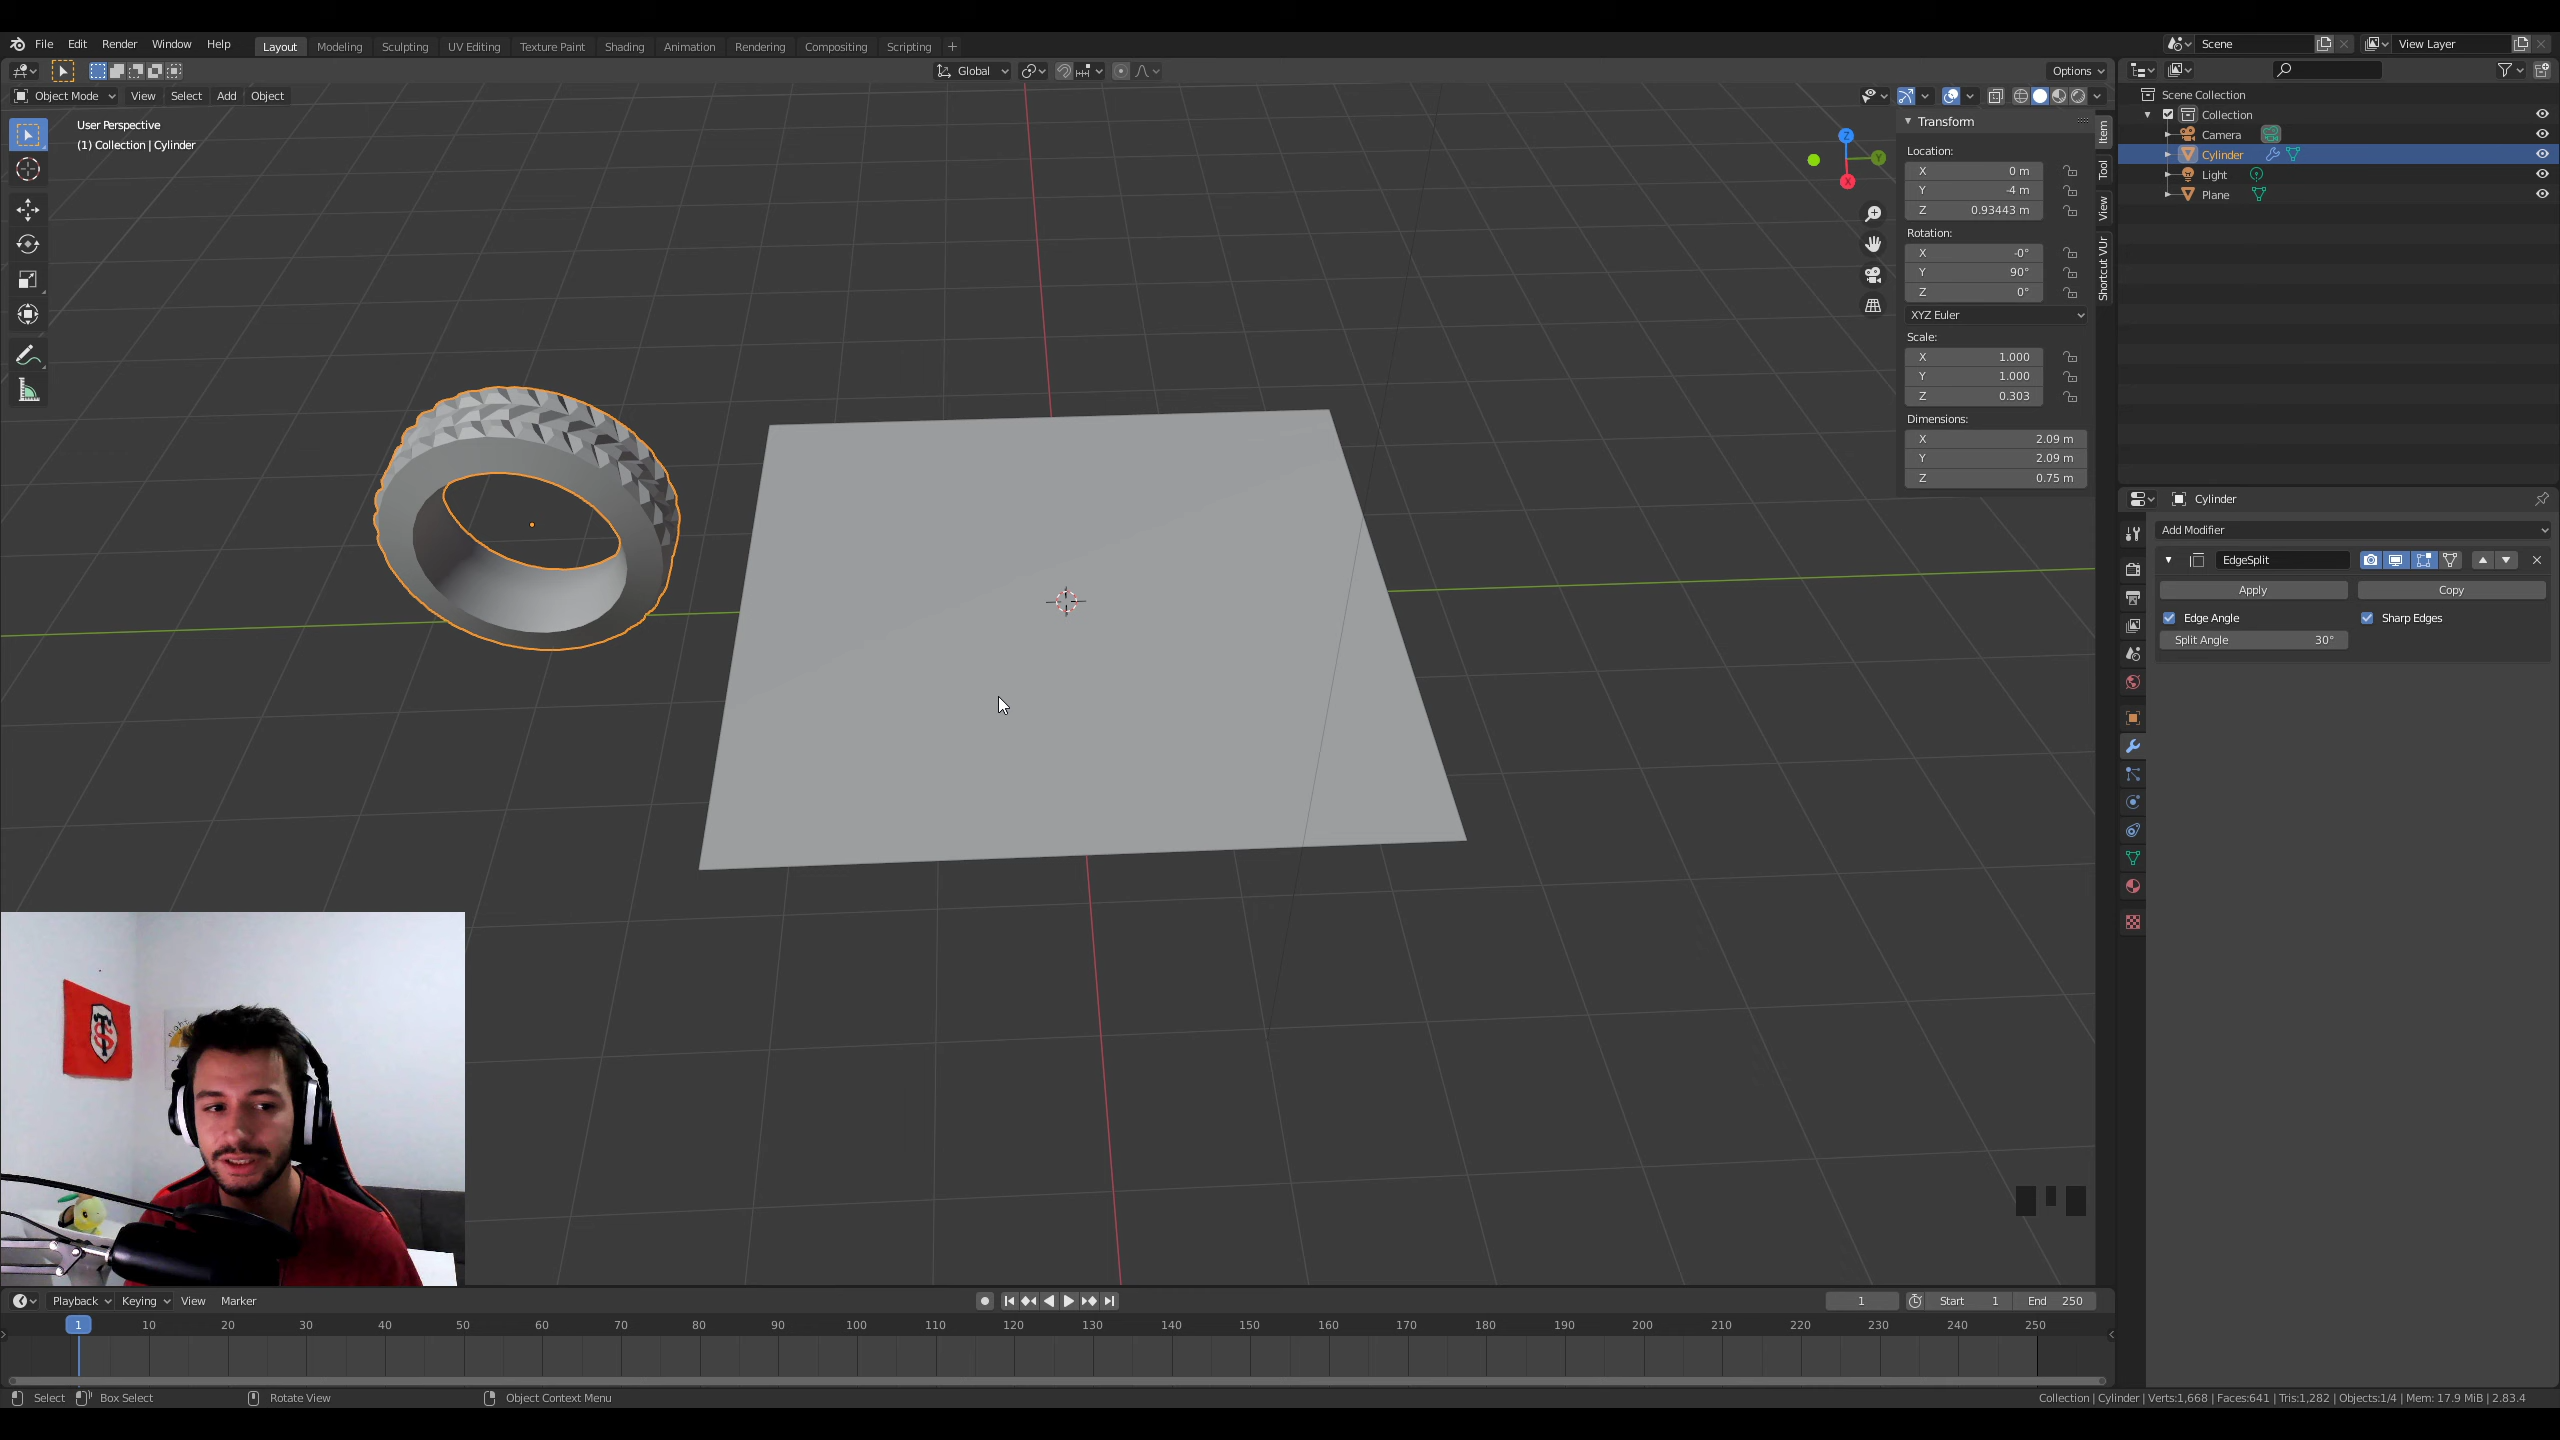 File Edit Render Window Help Layout Modeling Sculpting UV Editing Texture Paint Shading Animation Rendering Compositing Scripting + Scene View Layer
Global Options
Object Mode View Select Add Object
User Perspective
(1) Collection | Cylinder
Z
Y
X
Transform
Location:
X 0 m
Y -4 m
Z 0.93443 m
Rotation:
X -0°
Y 90°
Z 0°
XYZ Euler
Scale:
X 1.000
Y 1.000
Z 0.303
Dimensions:
X 2.09 m
Y 2.09 m
Z 0.75 m
Item
Tool
View
Shortcut VUr
Scene Collection
Collection
Camera
Cylinder
Light
Plane
Cylinder
Add Modifier
EdgeSplit
Apply Copy
Edge Angle Sharp Edges
Split Angle 30°
Playback Keying View Marker 1 Start 1 End 250
1 10 20 30 40 50 60 70 80 90 100 110 120 130 140 150 160 170 180 190 200 210 220 230 240 250
Select Box Select Rotate View Object Context Menu Collection | Cylinder | Verts:1,668 | Faces:641 | Tris:1,282 | Objects:1/4 | Mem: 17.9 MiB | 2.83.4